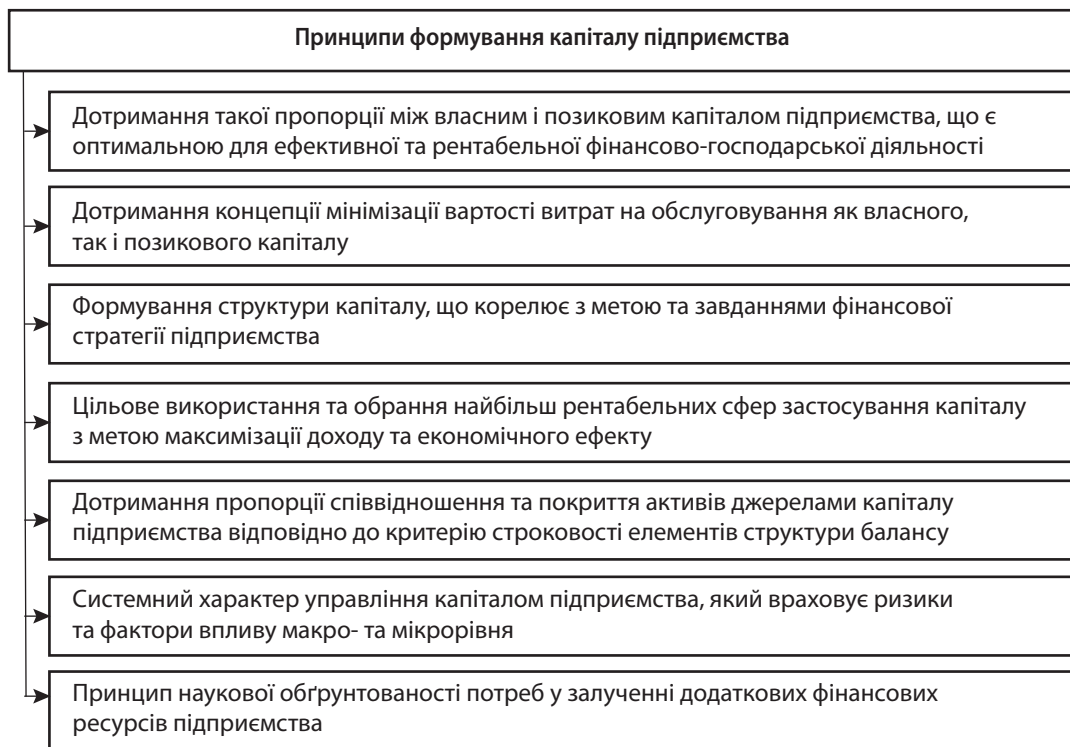 Принципи формування капіталу підприємства
Дотримання такої пропорції між власним і позиковим капіталом підприємства, що є
оптимальною для ефективної та рентабельної фінансово-господарської діяльності
Дотримання концепції мінімізації вартості витрат на обслуговування як власного,
так і позикового капіталу
Формування структури капіталу, що корелює з метою та завданнями фінансової
стратегії підприємства
Цільове використання та обрання найбільш рентабельних сфер застосування капіталу
з метою максимізації доходу та економічного ефекту
Дотримання пропорції співвідношення та покриття активів джерелами капіталу
підприємства відповідно до критерію строковості елементів структури балансу
Системний характер управління капіталом підприємства, який враховує ризики
та фактори впливу макро- та мікрорівня
Принцип наукової обґрунтованості потреб у залученні додаткових фінансових
ресурсів підприємства